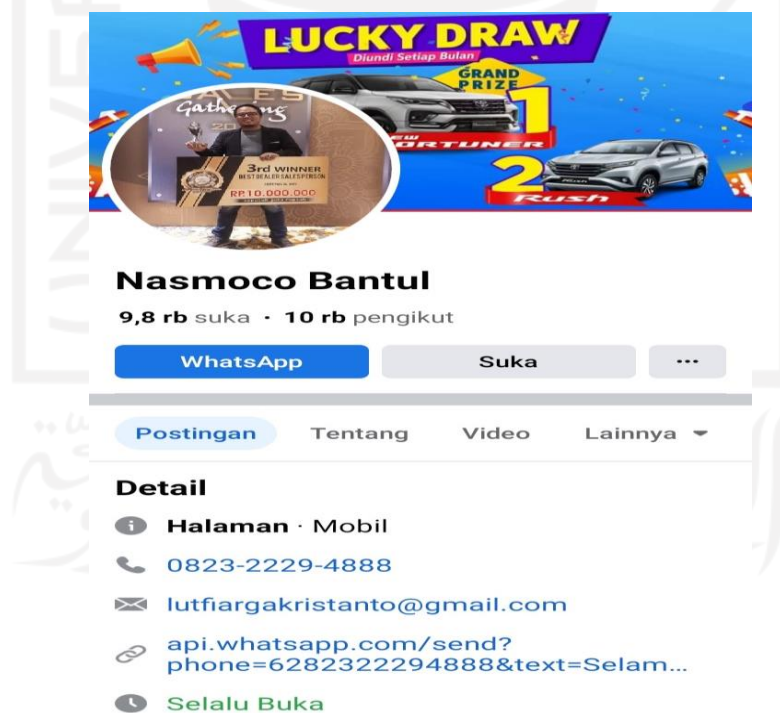 LUCKY DRAW
Diundi Setiap Bulan
GRAND
PRIZE
1
NEW
FORTUNER
2
Rush
Gathering
3rd WINNER
BEST DEALER SALESPERSON
RP.10.000.000
Nasmoco Bantul
9,8 rb suka · 10 rb pengikut
WhatsApp
Suka
...
Postingan
Tentang
Video
Lainnya
Detail
Halaman · Mobil
0823-2229-4888
lutfiargakristanto@gmail.com
api.whatsapp.com/send?
phone=6282322294888&text=Selam...
Selalu Buka